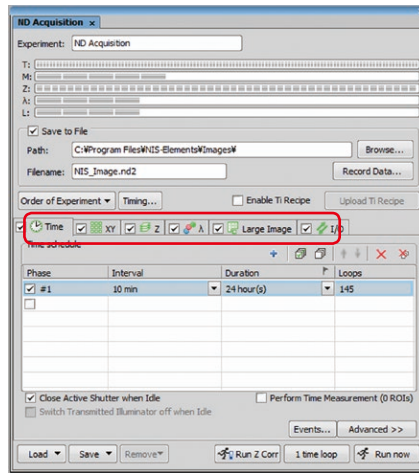 ND Acquisition ×
Experiment: ND Acquisition
T:
M:
Z:
λ:
L:
Save to File
Path: C:¥Program Files¥NIS-Elements¥Images¥ Browse...
Filename: NIS_Image.nd2 Record Data...
Order of Experiment Timing... Enable Ti Recipe Upload Ti Recipe
Time XY Z λ Large Image I/O
Time schedule
Phase Interval Duration Loops
#1 10 min 24 hour(s) 145
Close Active Shutter when Idle Perform Time Measurement (0 ROIs)
Switch Transmitted Illuminator off when Idle
Events... Advanced >>
Load Save Remove Run Z Corr 1 time loop Run now